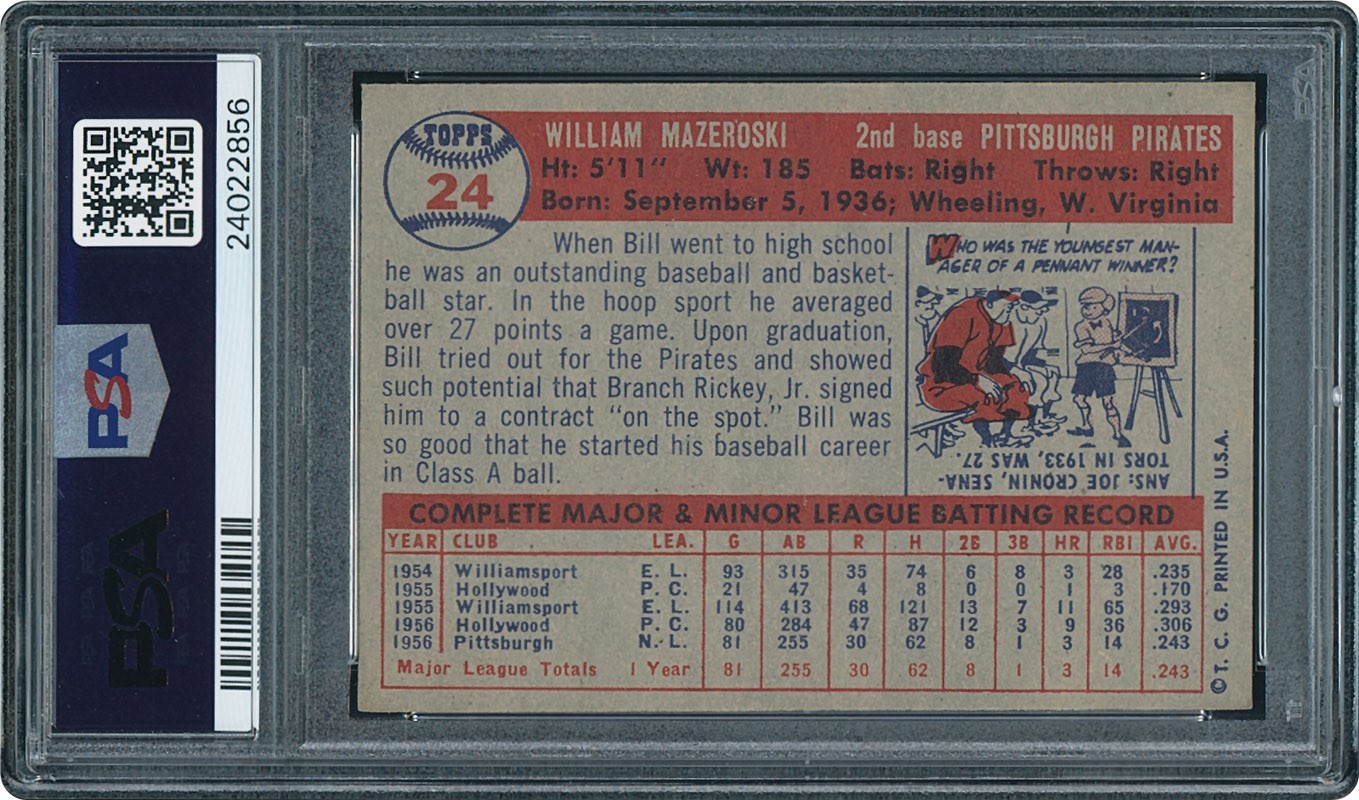 24022856
PSA
PSA
TOPPS
24
WILLIAM MAZEROSKI 2nd base PITTSBURGH PIRATES
Ht: 5'11" Wt: 185 Bats: Right Throws: Right
Born: September 5, 1936; Wheeling, W. Virginia
When Bill went to high school
he was an outstanding baseball and basket-
ball star. In the hoop sport he averaged
over 27 points a game. Upon graduation,
Bill tried out for the Pirates and showed
such potential that Branch Rickey, Jr. signed
him to a contract "on the spot." Bill was
so good that he started his baseball career
in Class A ball.
WHO WAS THE YOUNGEST MAN-
AGER OF A PENNANT WINNER?
ANS: JOE CRONIN, SENA-
TORS IN 1933, WAS 27.
COMPLETE MAJOR & MINOR LEAGUE BATTING RECORD
YEAR CLUB LEA. G AB R H 2B 3B HR RBI AVG.
1954 Williamsport E. L. 93 315 35 74 6 8 3 28 .235
1955 Hollywood P. C. 21 47 4 8 0 0 1 3 .170
1955 Williamsport E. L. 114 413 68 121 13 7 11 65 .293
1956 Hollywood P. C. 80 284 47 87 12 3 9 36 .306
1956 Pittsburgh N. L. 81 255 30 62 8 1 3 14 .243
Major League Totals 1 Year 81 255 30 62 8 1 3 14 .243
© T. C. G. PRINTED IN U.S.A.
PSA